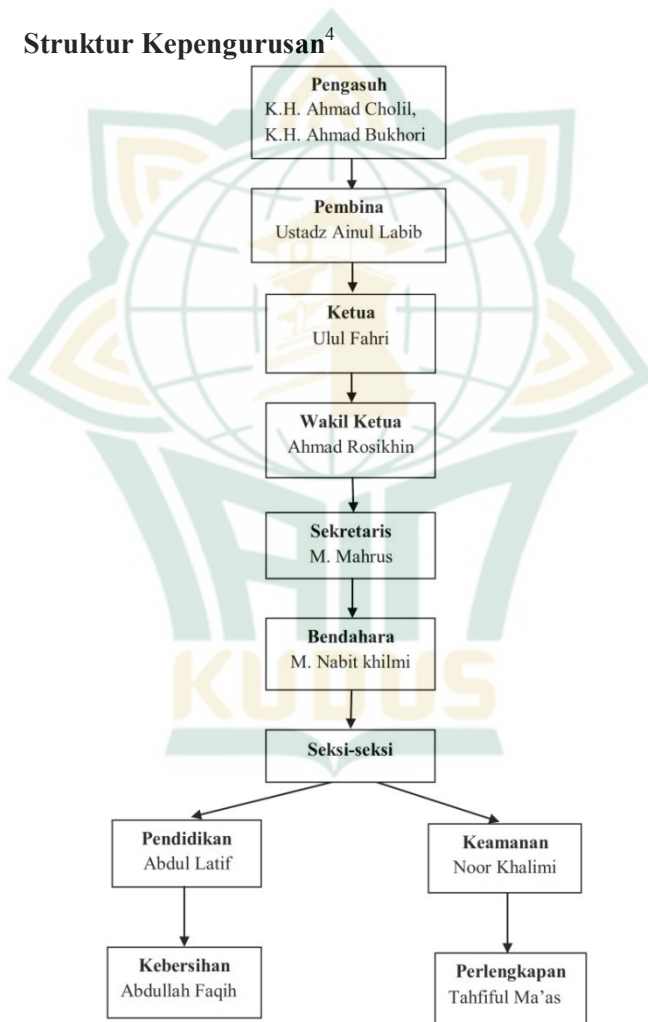 Struktur Kepengurusan4
Pengasuh
K.H. Ahmad Cholil,
K.H. Ahmad Bukhori
Pembina
Ustadz Ainul Labib
Ketua
Ulul Fahri
Wakil Ketua
Ahmad Rosikhin
Sekretaris
M. Mahrus
Bendahara
M. Nabit khilmi
Seksi-seksi
Pendidikan
Abdul Latif
Keamanan
Noor Khalimi
Kebersihan
Abdullah Faqih
Perlengkapan
Tahfiful Ma’as
IAIN
KUDUS